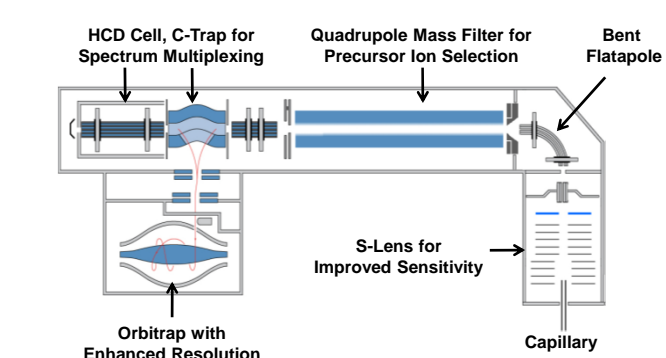 HCD Cell, C-Trap for
Spectrum Multiplexing
Quadrupole Mass Filter for
Precursor Ion Selection
Bent
Flatapole
S-Lens for
Improved Sensitivity
Orbitrap with
Enhanced Resolution
Capillary